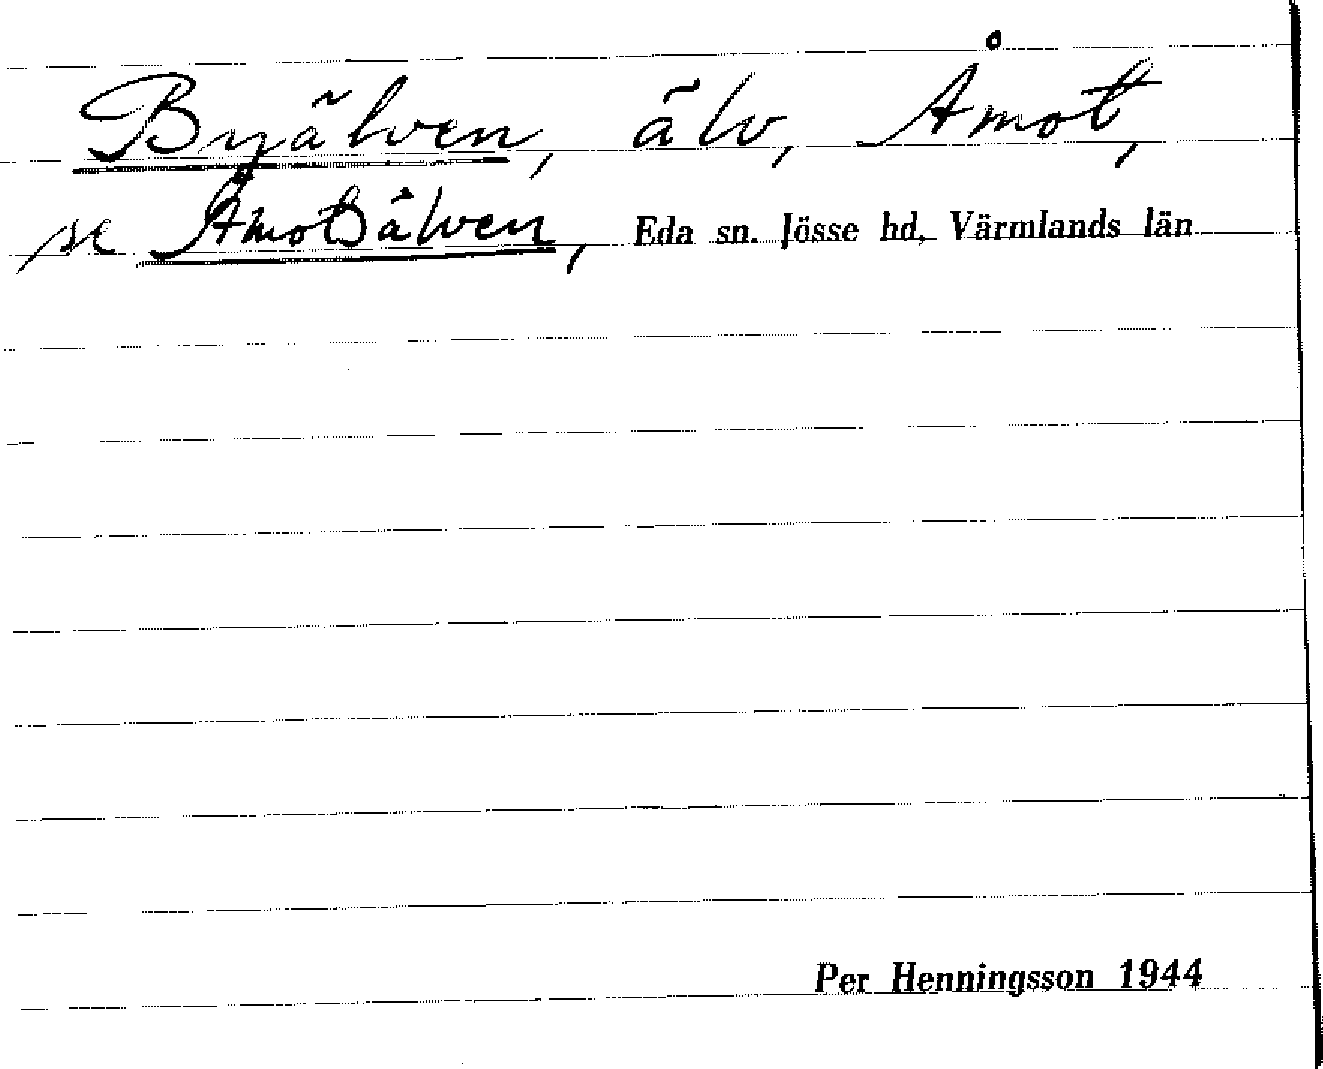 Byälven, älv, Åmot,
se Åmotsälven, Eda sn. Jösse hd, Värmlands län
Per Henningsson 1944